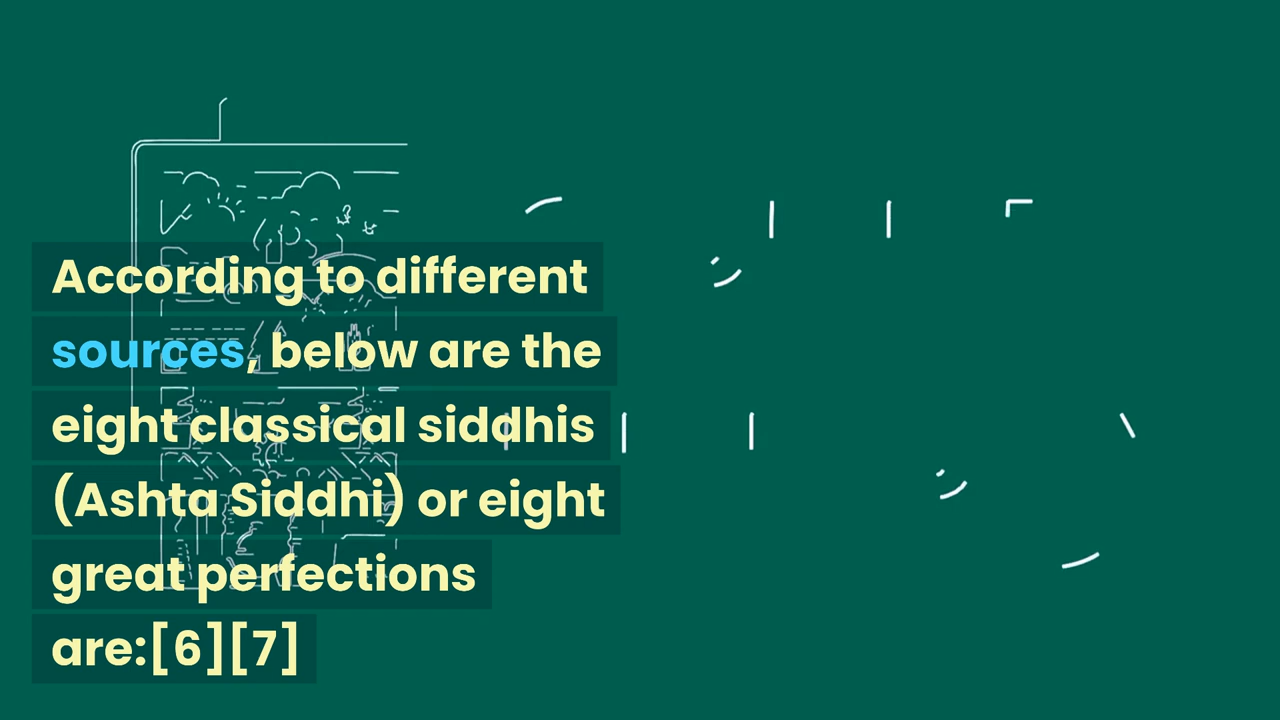 According to different
sources, below are the
eight classical siddhis
(Ashta Siddhi) or eight
great perfections
are:[6][7]